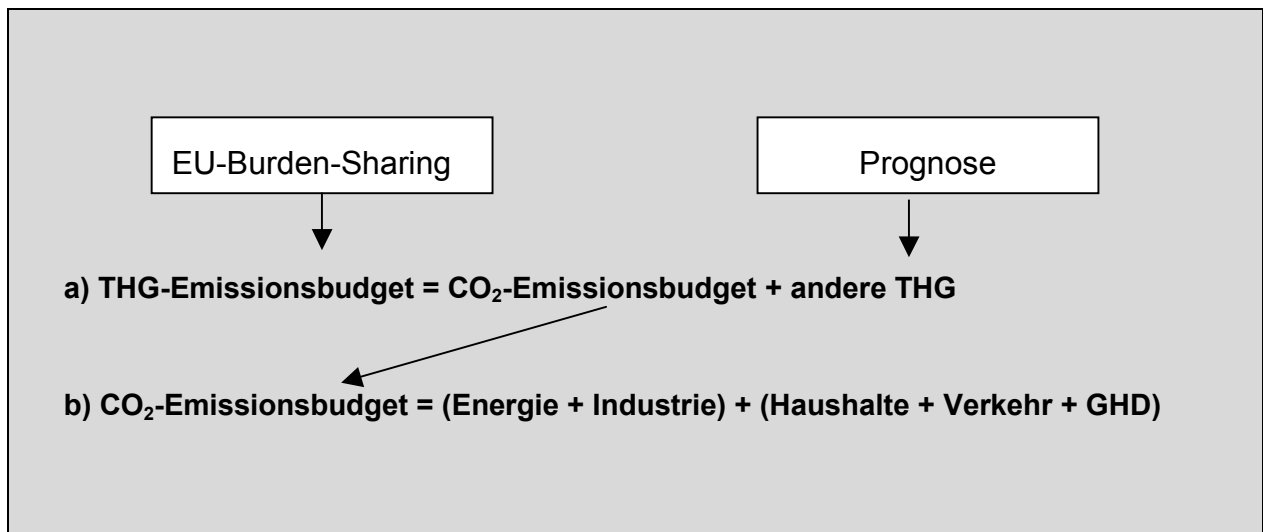 EU-Burden-Sharing
Prognose
a) THG-Emissionsbudget = CO₂-Emissionsbudget + andere THG
b) CO₂-Emissionsbudget = (Energie + Industrie) + (Haushalte + Verkehr + GHD)